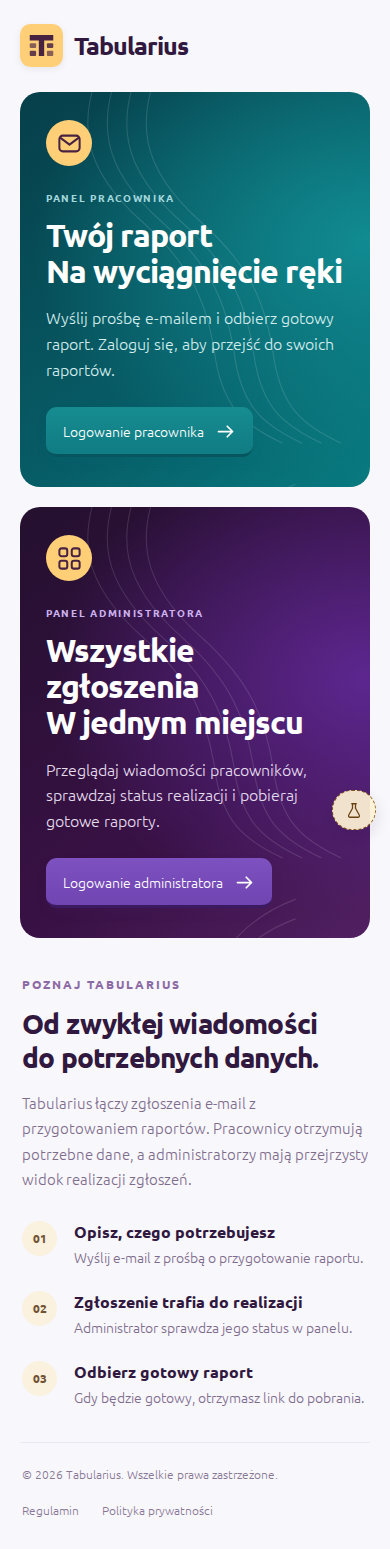 Tabularius
PANEL PRACOWNIKA
Twój raport
Na wyciągnięcie ręki
Wyślij prośbę e-mailem i odbierz gotowy
raport. Zaloguj się, aby przejść do swoich
raportów.
Logowanie pracownika
PANEL ADMINISTRATORA
Wszystkie
zgłoszenia
W jednym miejscu
Przeglądaj wiadomości pracowników,
sprawdzaj status realizacji i pobieraj
gotowe raporty.
Logowanie administratora
POZNAJ TABULARIUS
Od zwykłej wiadomości
do potrzebnych danych.
Tabularius łączy zgłoszenia e-mail z
przygotowaniem raportów. Pracownicy otrzymują
potrzebne dane, a administratorzy mają przejrzysty
widok realizacji zgłoszeń.
01
Opisz, czego potrzebujesz
Wyślij e-mail z prośbą o przygotowanie raportu.
02
Zgłoszenie trafia do realizacji
Administrator sprawdza jego status w panelu.
03
Odbierz gotowy raport
Gdy będzie gotowy, otrzymasz link do pobrania.
© 2026 Tabularius. Wszelkie prawa zastrzeżone.
Regulamin Polityka prywatności